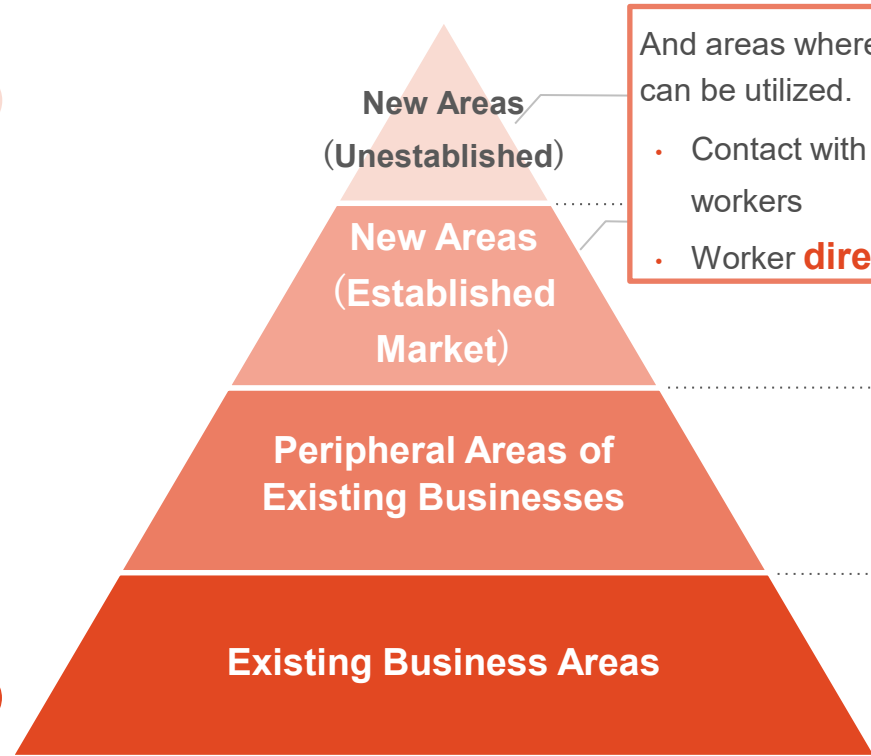 And areas where
can be utilized.
• Contact with
workers
• Worker
New Areas
(Unestablished)
New Areas
(Established
Market)
Peripheral Areas of
Existing Businesses
Existing Business Areas